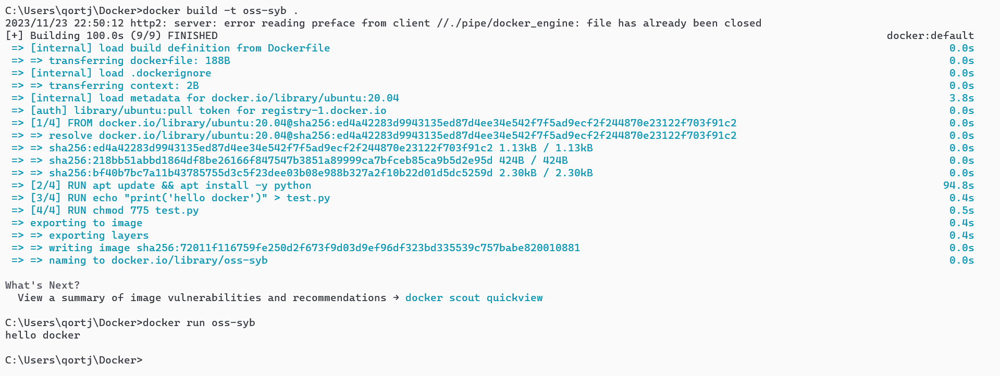 C:\Users\qortj\Docker>docker build -t oss-syb .
2023/11/23 22:50:12 http2: server: error reading preface from client //./pipe/docker_engine: file has already been closed
[+] Building 100.0s (9/9) FINISHED docker:default
=> [internal] load build definition from Dockerfile 0.0s
=> => transferring dockerfile: 188B 0.0s
=> [internal] load .dockerignore 0.0s
=> => transferring context: 2B 0.0s
=> [internal] load metadata for docker.io/library/ubuntu:20.04 3.8s
=> [auth] library/ubuntu:pull token for registry-1.docker.io 0.0s
=> [1/4] FROM docker.io/library/ubuntu:20.04@sha256:ed4a42283d9943135ed87d4ee34e542f7f5ad9ecf2f244870e23122f703f91c2 0.0s
=> => resolve docker.io/library/ubuntu:20.04@sha256:ed4a42283d9943135ed87d4ee34e542f7f5ad9ecf2f244870e23122f703f91c2 0.0s
=> => sha256:ed4a42283d9943135ed87d4ee34e542f7f5ad9ecf2f244870e23122f703f91c2 1.13kB / 1.13kB 0.0s
=> => sha256:218bb51abbd1864df8be26166f847547b3851a89999ca7bfceb85ca9b5d2e95d 424B / 424B 0.0s
=> => sha256:bf40b7bc7a11b43785755d3c5f23dee03b08e988b327a2f10b22d01d5dc5259d 2.30kB / 2.30kB 0.0s
=> [2/4] RUN apt update && apt install -y python 94.8s
=> [3/4] RUN echo "print('hello docker')" > test.py 0.4s
=> [4/4] RUN chmod 775 test.py 0.5s
=> exporting to image 0.4s
=> => exporting layers 0.4s
=> => writing image sha256:72011f116759fe250d2f673f9d03d9ef96df323bd335539c757babe820010881 0.0s
=> => naming to docker.io/library/oss-syb 0.0s
What's Next?
View a summary of image vulnerabilities and recommendations → docker scout quickview
C:\Users\qortj\Docker>docker run oss-syb
hello docker
C:\Users\qortj\Docker>